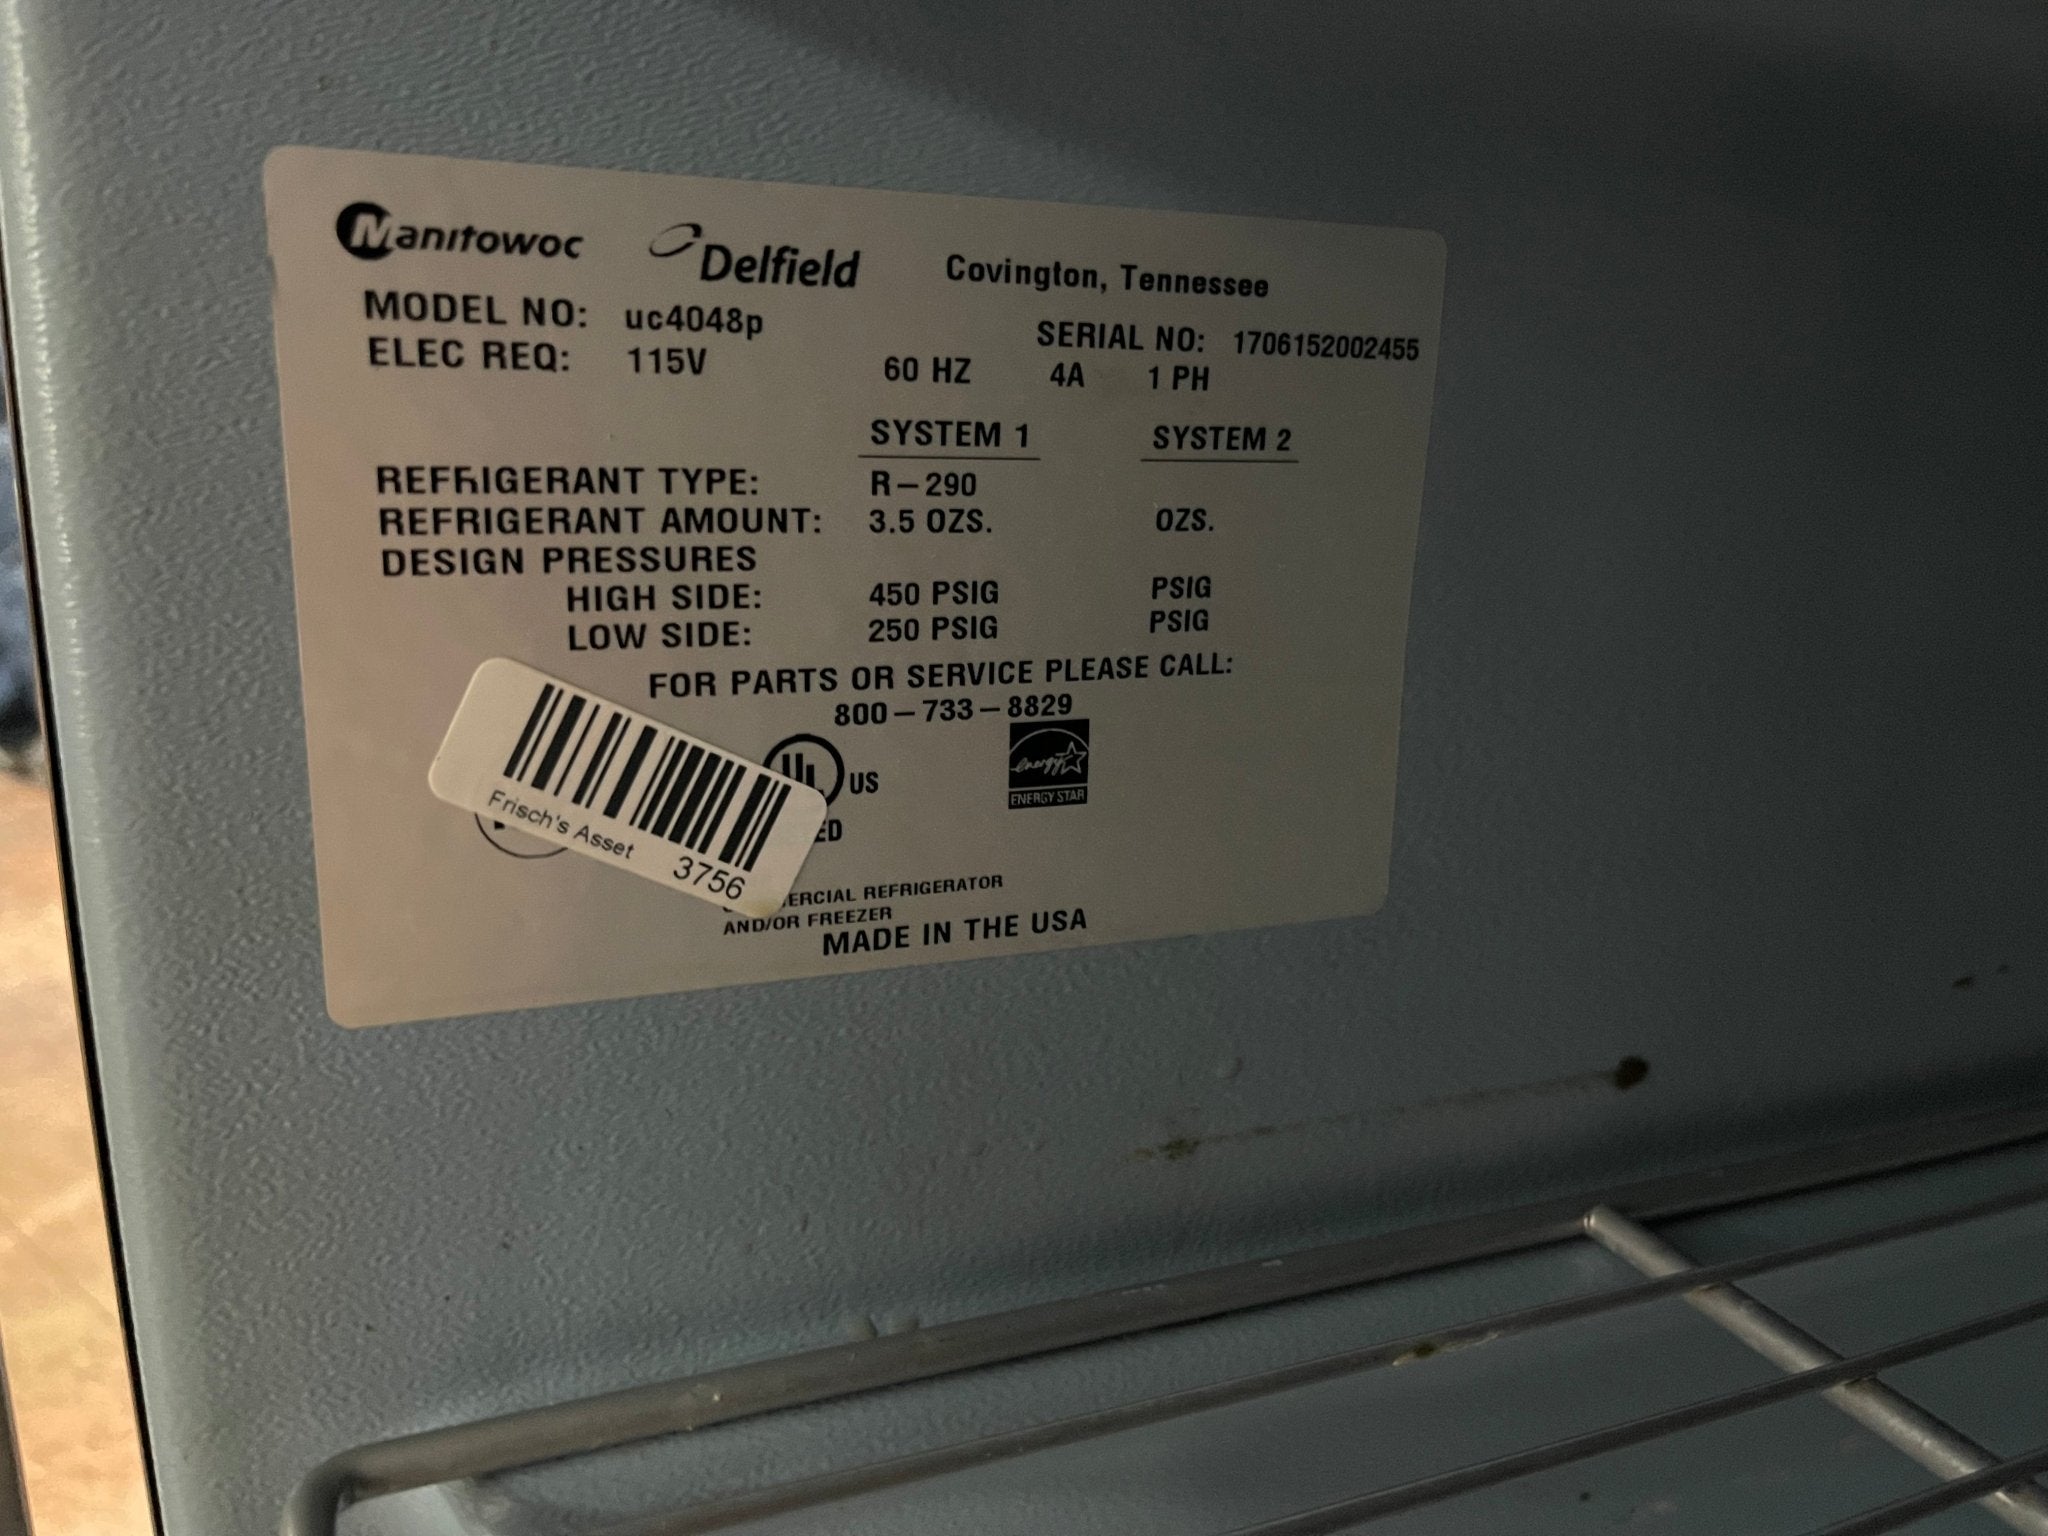 Manitowoc Delfield Covington, Tennessee
MODEL NO: uc4048p SERIAL NO: 1706152002455
ELEC REQ: 115V 60 HZ 4A 1 PH
SYSTEM 1 SYSTEM 2
REFRIGERANT TYPE: R-290
REFRIGERANT AMOUNT: 3.5 OZS. OZS.
DESIGN PRESSURES
HIGH SIDE: 450 PSIG PSIG
LOW SIDE: 250 PSIG PSIG
FOR PARTS OR SERVICE PLEASE CALL:
800-733-8829
UL US
energy
ENERGY STAR
Frisch's Asset 3756
REFRIGERATOR
AND/OR FREEZER
MADE IN THE USA